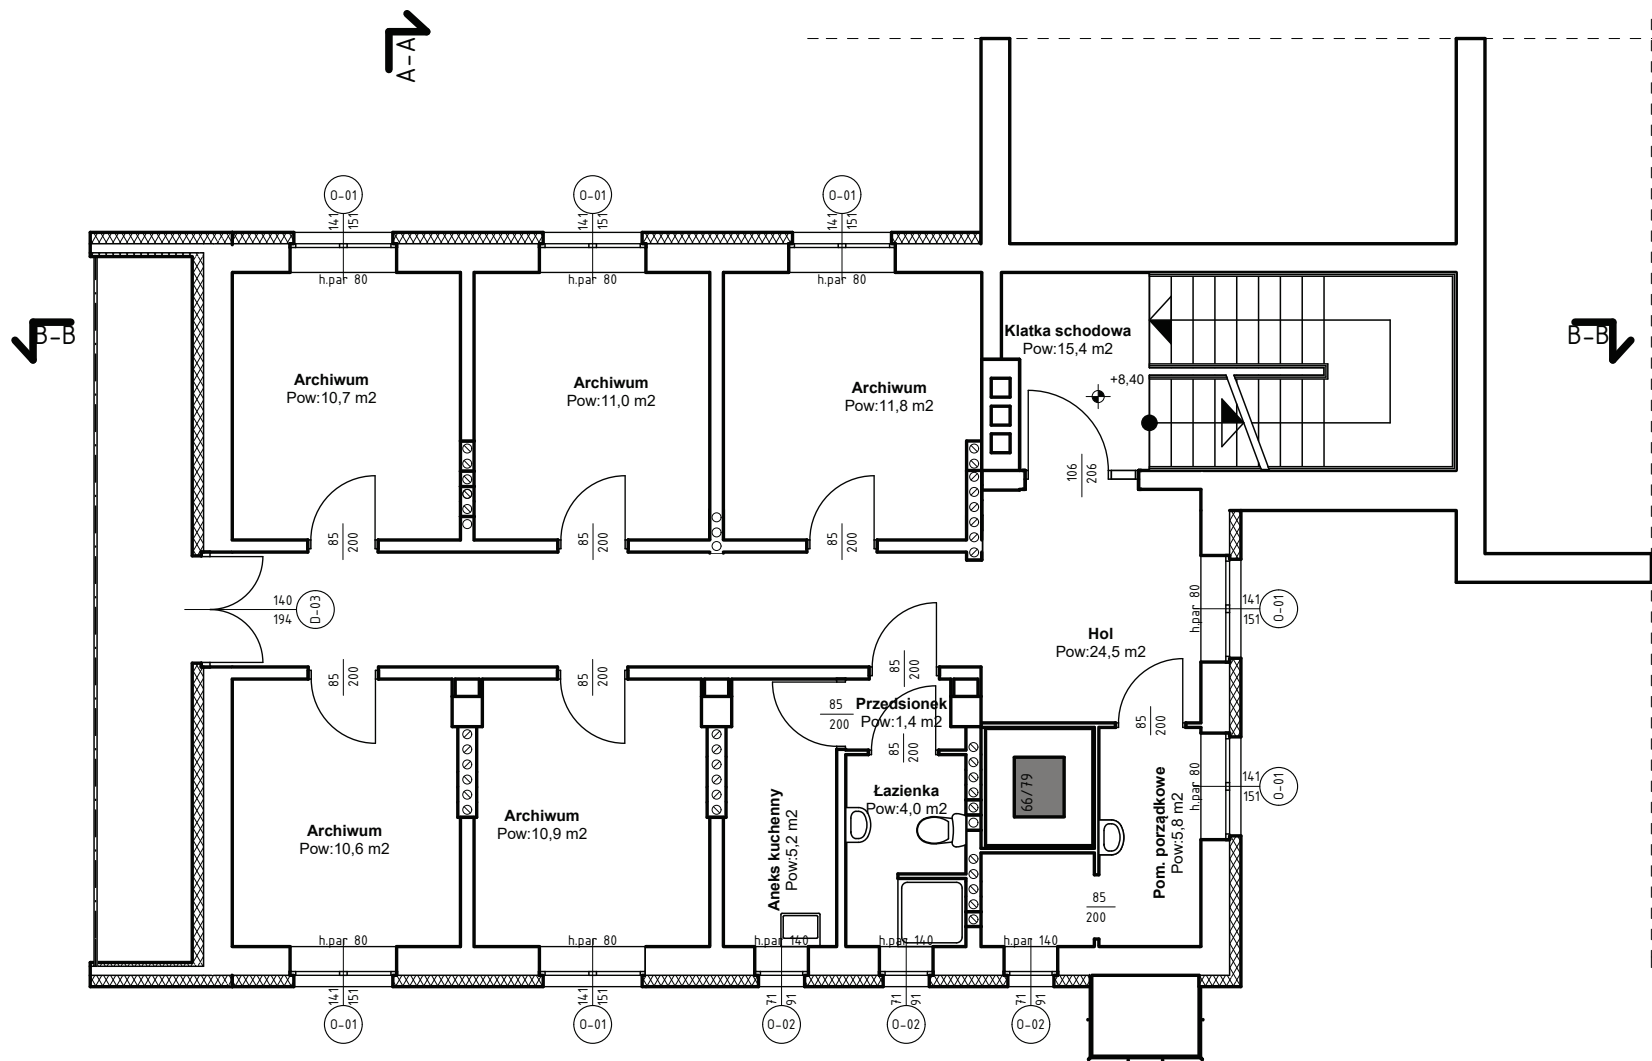 A-A
O-01
141
151
O-01
141
151
O-01
141
151
h.par 80
h.par 80
h.par 80
B-B
B-B
Klatka schodowa
Pow:15,4 m2
+8,40
Archiwum
Pow:10,7 m2
Archiwum
Pow:11,0 m2
Archiwum
Pow:11,8 m2
106
206
85
200
85
200
85
200
140
194
D-03
h.par 80
141
151
O-01
Hol
Pow:24,5 m2
85
200
85
200
85
200
85
200
Przedsionek
Pow:1,4 m2
85
200
85
200
66/79
h.par 80
141
151
O-01
Łazienka
Pow:4,0 m2
Archiwum
Pow:10,6 m2
Archiwum
Pow:10,9 m2
Aneks kuchenny
Pow:5,2 m2
Pom. porządkowe
Pow:5,8 m2
85
200
h.par 80
h.par 80
h.par 140
h.par 140
h.par 140
141
151
O-01
141
151
O-01
71
91
O-02
71
91
O-02
71
91
O-02